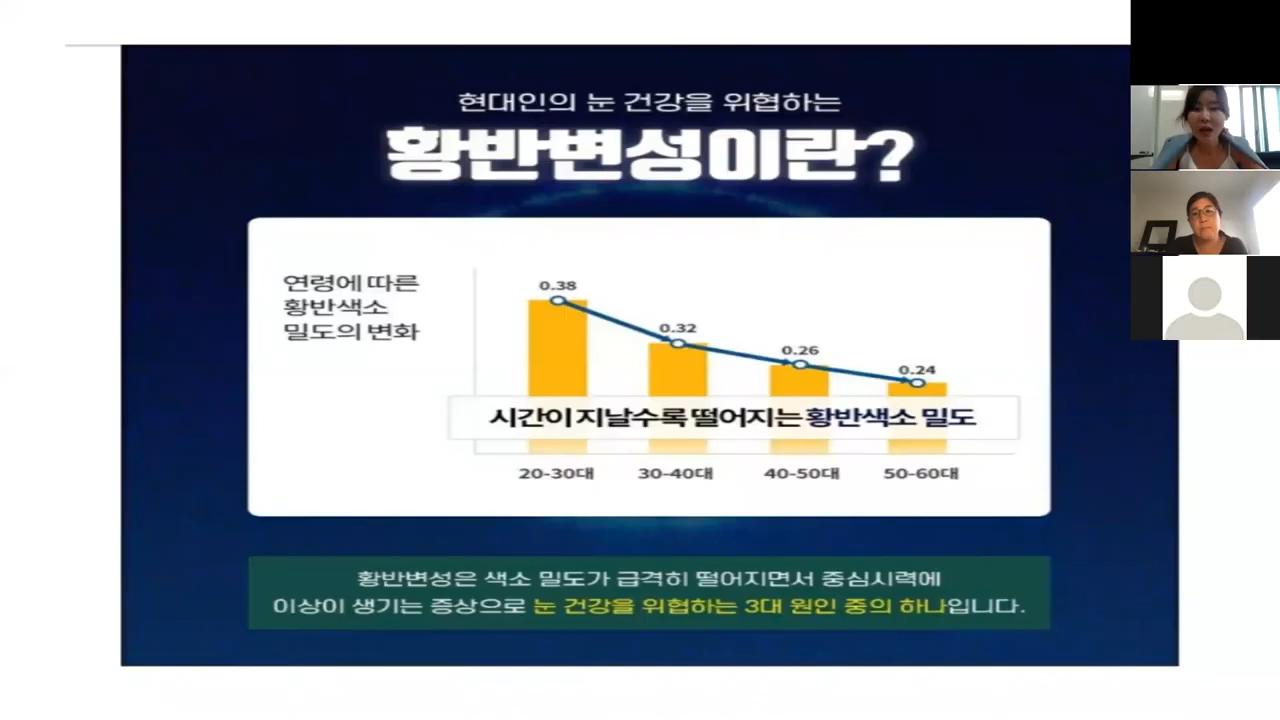 현대인의 눈 건강을 위협하는
황반변성이란?
연령에 따른
황반색소
밀도의 변화
0.38
0.32
0.26
0.24
시간이 지날수록 떨어지는 황반색소 밀도
20-30대
30-40대
40-50대
50-60대
황반변성은 색소 밀도가 급격히 떨어지면서 중심시력에
이상이 생기는 증상으로 눈 건강을 위협하는 3대 원인 중의 하나입니다.